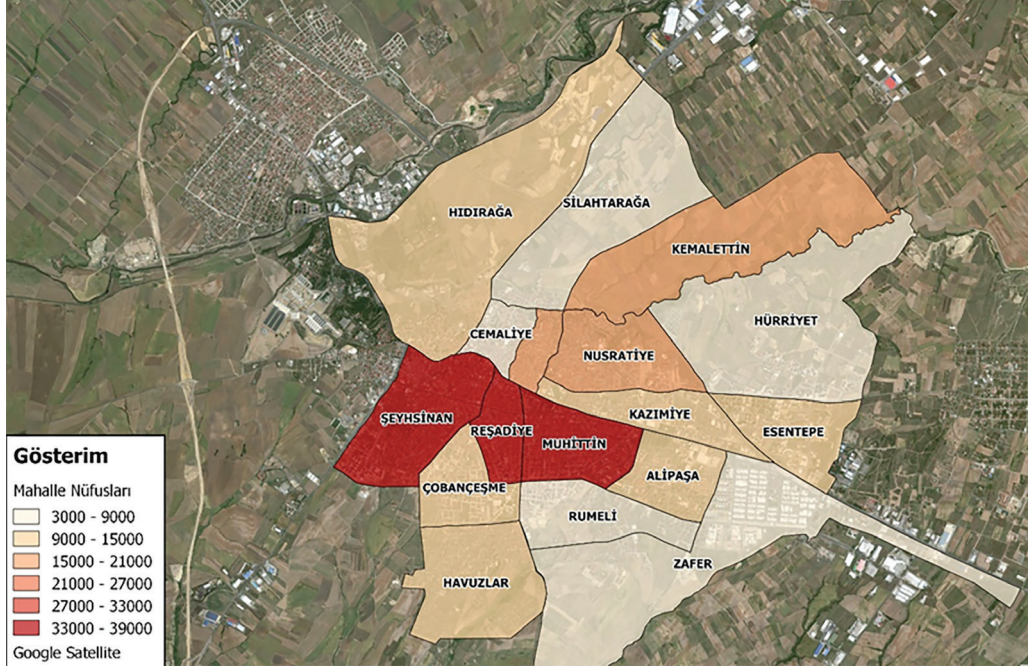 HIDIRAĞA
SİLAHTARAĞA
KEMALETTİN
HÜRRİYET
CEMALİYE
NUSRATİYE
ŞEYHSİNAN
REŞADİYE
MUHİTTİN
KAZIMİYE
ESENTEPE
ÇOBANÇEŞME
ALİPAŞA
RUMELİ
ZAFER
HAVUZLAR
Gösterim
Mahalle Nüfusları
3000 - 9000
9000 - 15000
15000 - 21000
21000 - 27000
27000 - 33000
33000 - 39000
Google Satellite